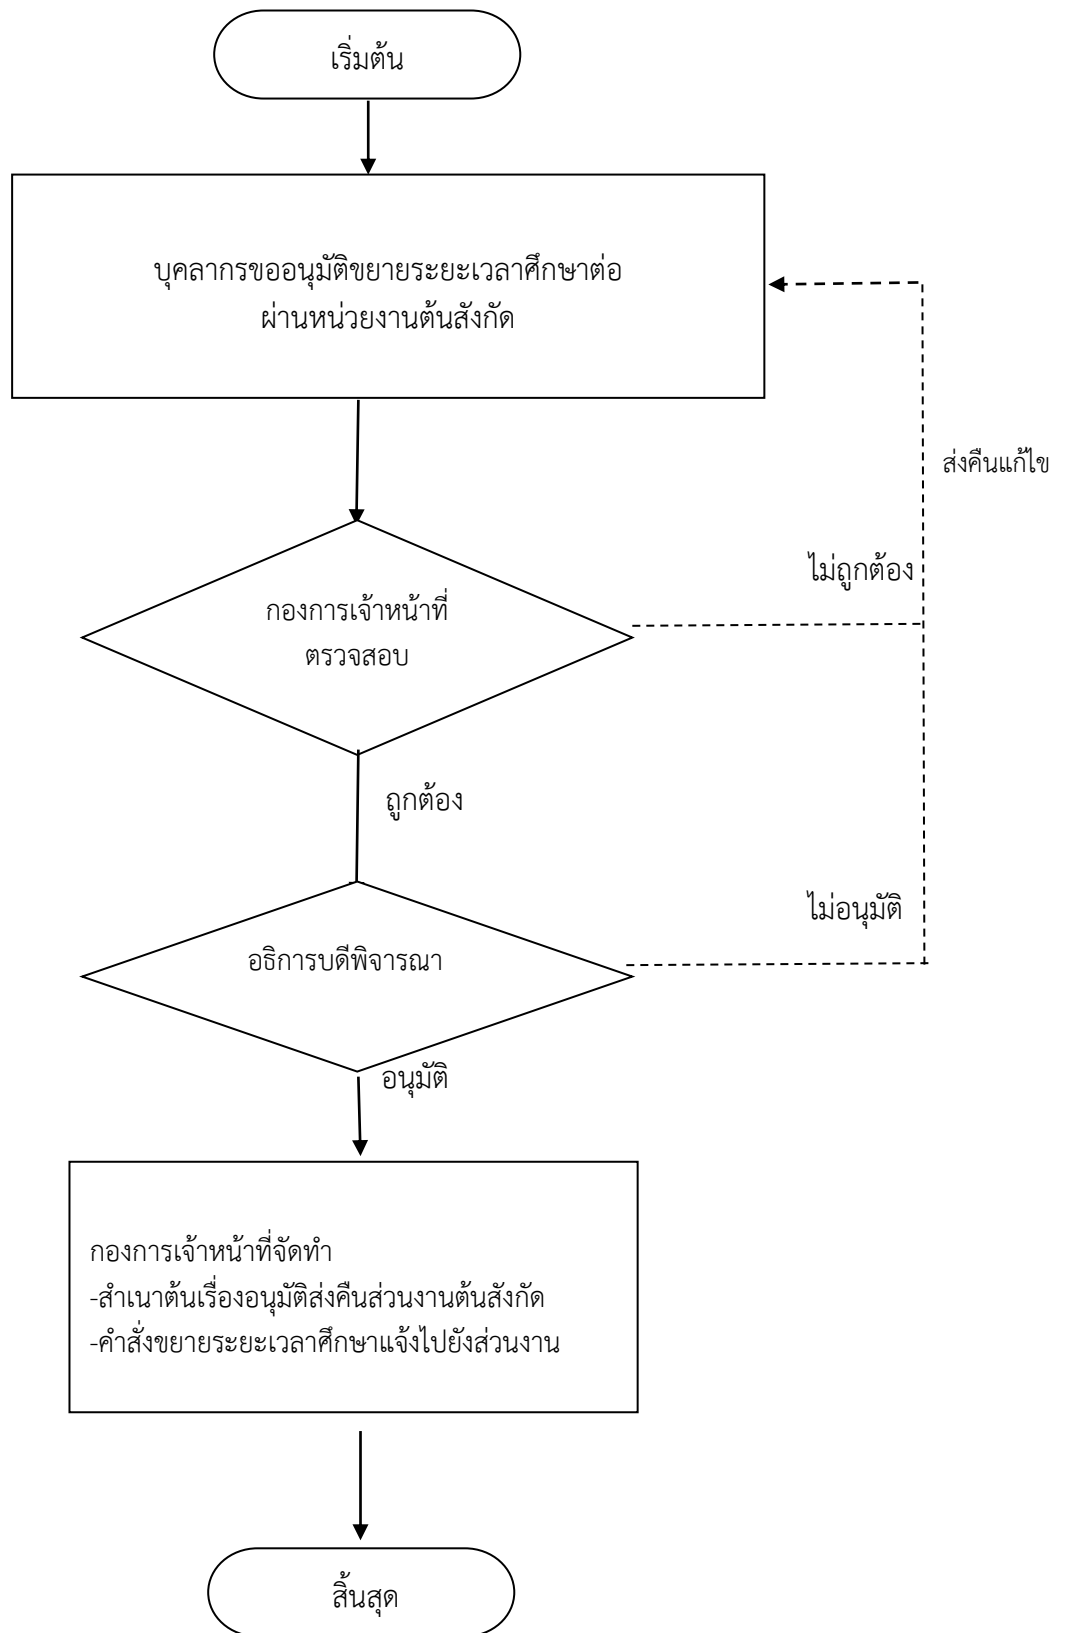 เริ่มต้น
บุคลากรขออนุมัติขยายระยะเวลาศึกษาต่อ
ผ่านหน่วยงานต้นสังกัด
ส่งคืนแก้ไข
ไม่ถูกต้อง
กองการเจ้าหน้าที่
ตรวจสอบ
ถูกต้อง
ไม่อนุมัติ
อธิการบดีพิจารณา
อนุมัติ
กองการเจ้าหน้าที่จัดทำ
-สำเนาต้นเรื่องอนุมัติส่งคืนส่วนงานต้นสังกัด
-คำสั่งขยายระยะเวลาศึกษาแจ้งไปยังส่วนงาน
สิ้นสุด